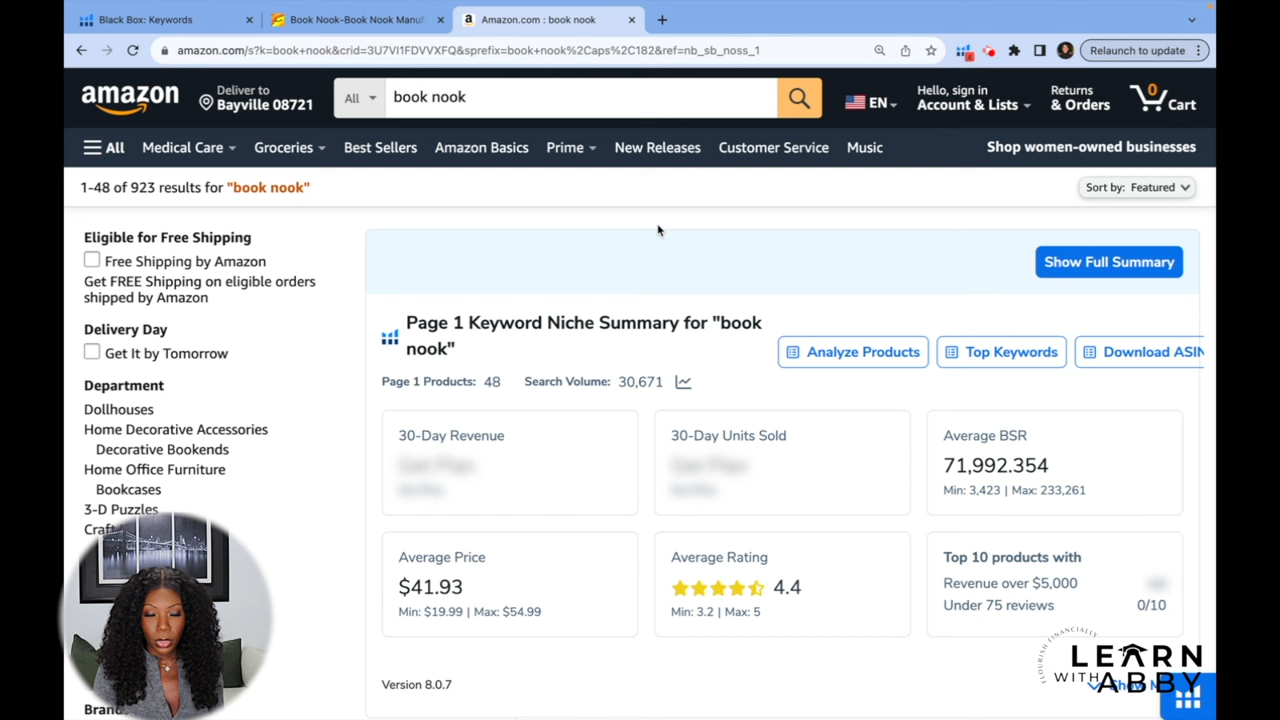 Black Box: Keywords
Book Nook-Book Nook Manuf
Amazon.com : book nook
amazon.com/s?k=book+nook&crid=3U7VI1FDVVXFQ&sprefix=book+nook%2Caps%2C182&ref=nb_sb_noss_1
Relaunch to update
amazon
Deliver to
Bayville 08721
All
book nook
EN
Hello, sign in
Account & Lists
Returns
& Orders
0
Cart
All
Medical Care
Groceries
Best Sellers
Amazon Basics
Prime
New Releases
Customer Service
Music
Shop women-owned businesses
1-48 of 923 results for "book nook"
Sort by: Featured
Eligible for Free Shipping
Free Shipping by Amazon
Get FREE Shipping on eligible orders
shipped by Amazon
Delivery Day
Get It by Tomorrow
Department
Dollhouses
Home Decorative Accessories
Decorative Bookends
Home Office Furniture
Bookcases
3-D Puzzles
Craf
Brand
Show Full Summary
Page 1 Keyword Niche Summary for "book
nook"
Analyze Products
Top Keywords
Download ASIN
Page 1 Products: 48
Search Volume: 30,671
30-Day Revenue
30-Day Units Sold
Average BSR
71,992.354
Min: 3,423 | Max: 233,261
Average Price
$41.93
Min: $19.99 | Max: $54.99
Average Rating
4.4
Min: 3.2 | Max: 5
Top 10 products with
Revenue over $5,000
Under 75 reviews
0/10
Version 8.0.7
FLOURISH FINANCIALLY
LEARN
WITH ABBY